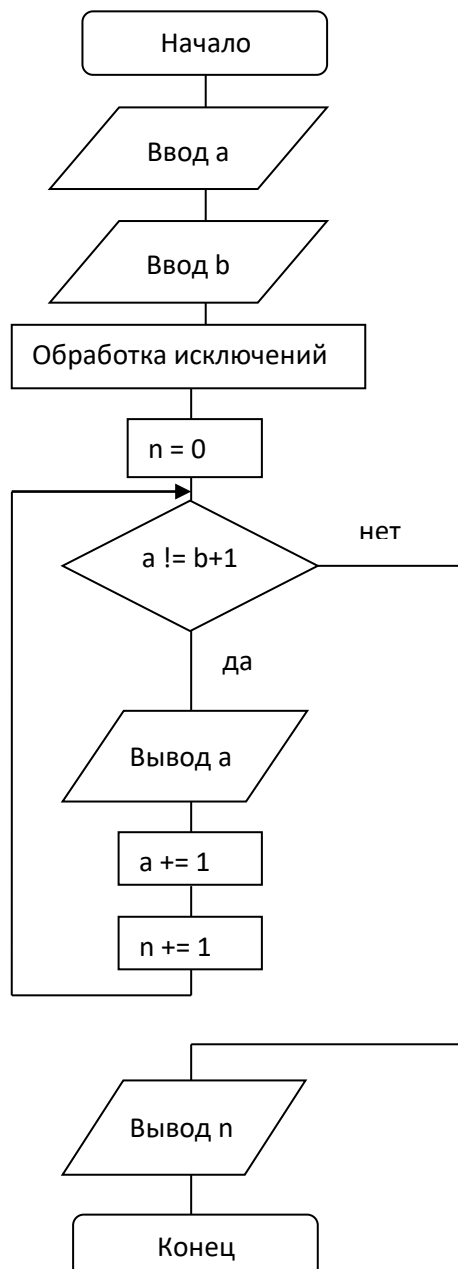 Начало
Ввод a
Ввод b
Обработка исключений
n = 0
a != b+1
нет
да
Вывод a
a += 1
n += 1
Вывод n
Конец